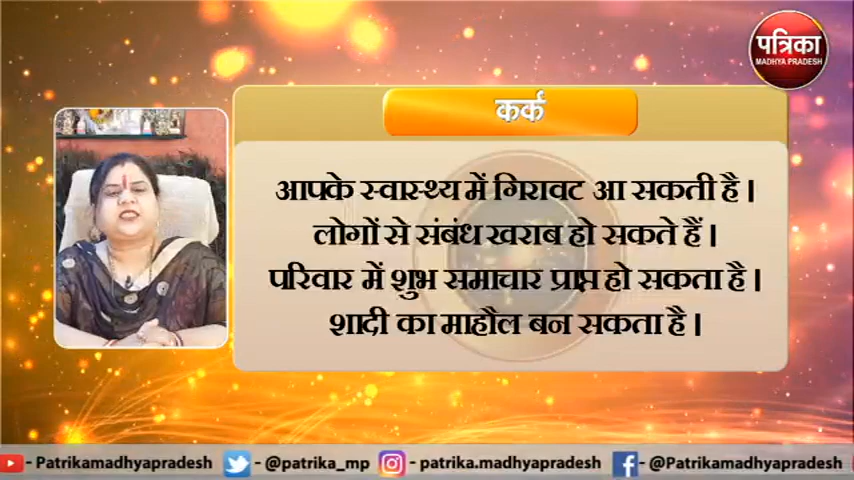 पत्रिका
MADHYA PRADESH
कर्क
आपके स्वास्थ्य में गिरावट आ सकती है।
लोगों से संबंध खराब हो सकते हैं।
परिवार में शुभ समाचार प्राप्त हो सकता है।
शादी का माहौल बन सकता है।
- Patrikamadhyapradesh - @patrika_mp - patrika.madhyapradesh - @Patrikamadhyapradesh